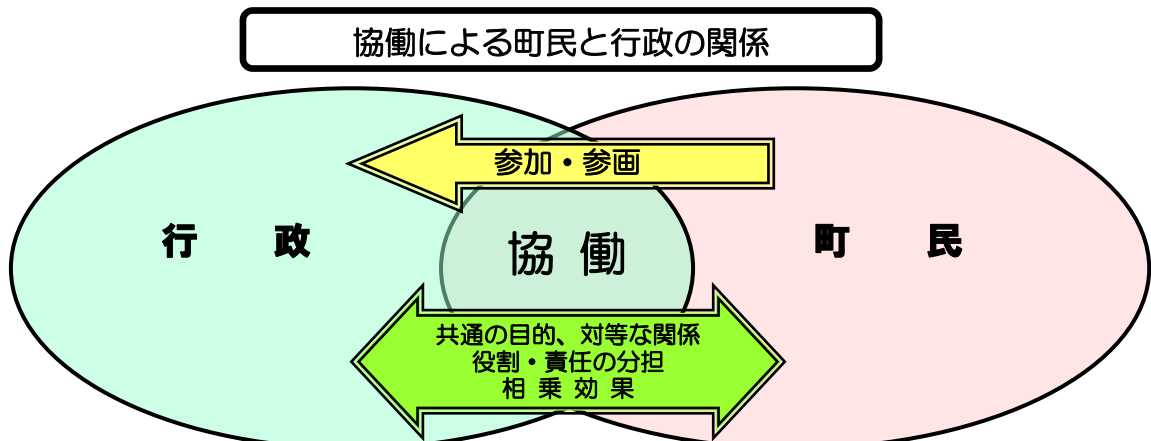 協働による町民と行政の関係
参加・参画
行 政
協 働
町 民
共通の目的、対等な関係
役割・責任の分担
相 乗 効 果